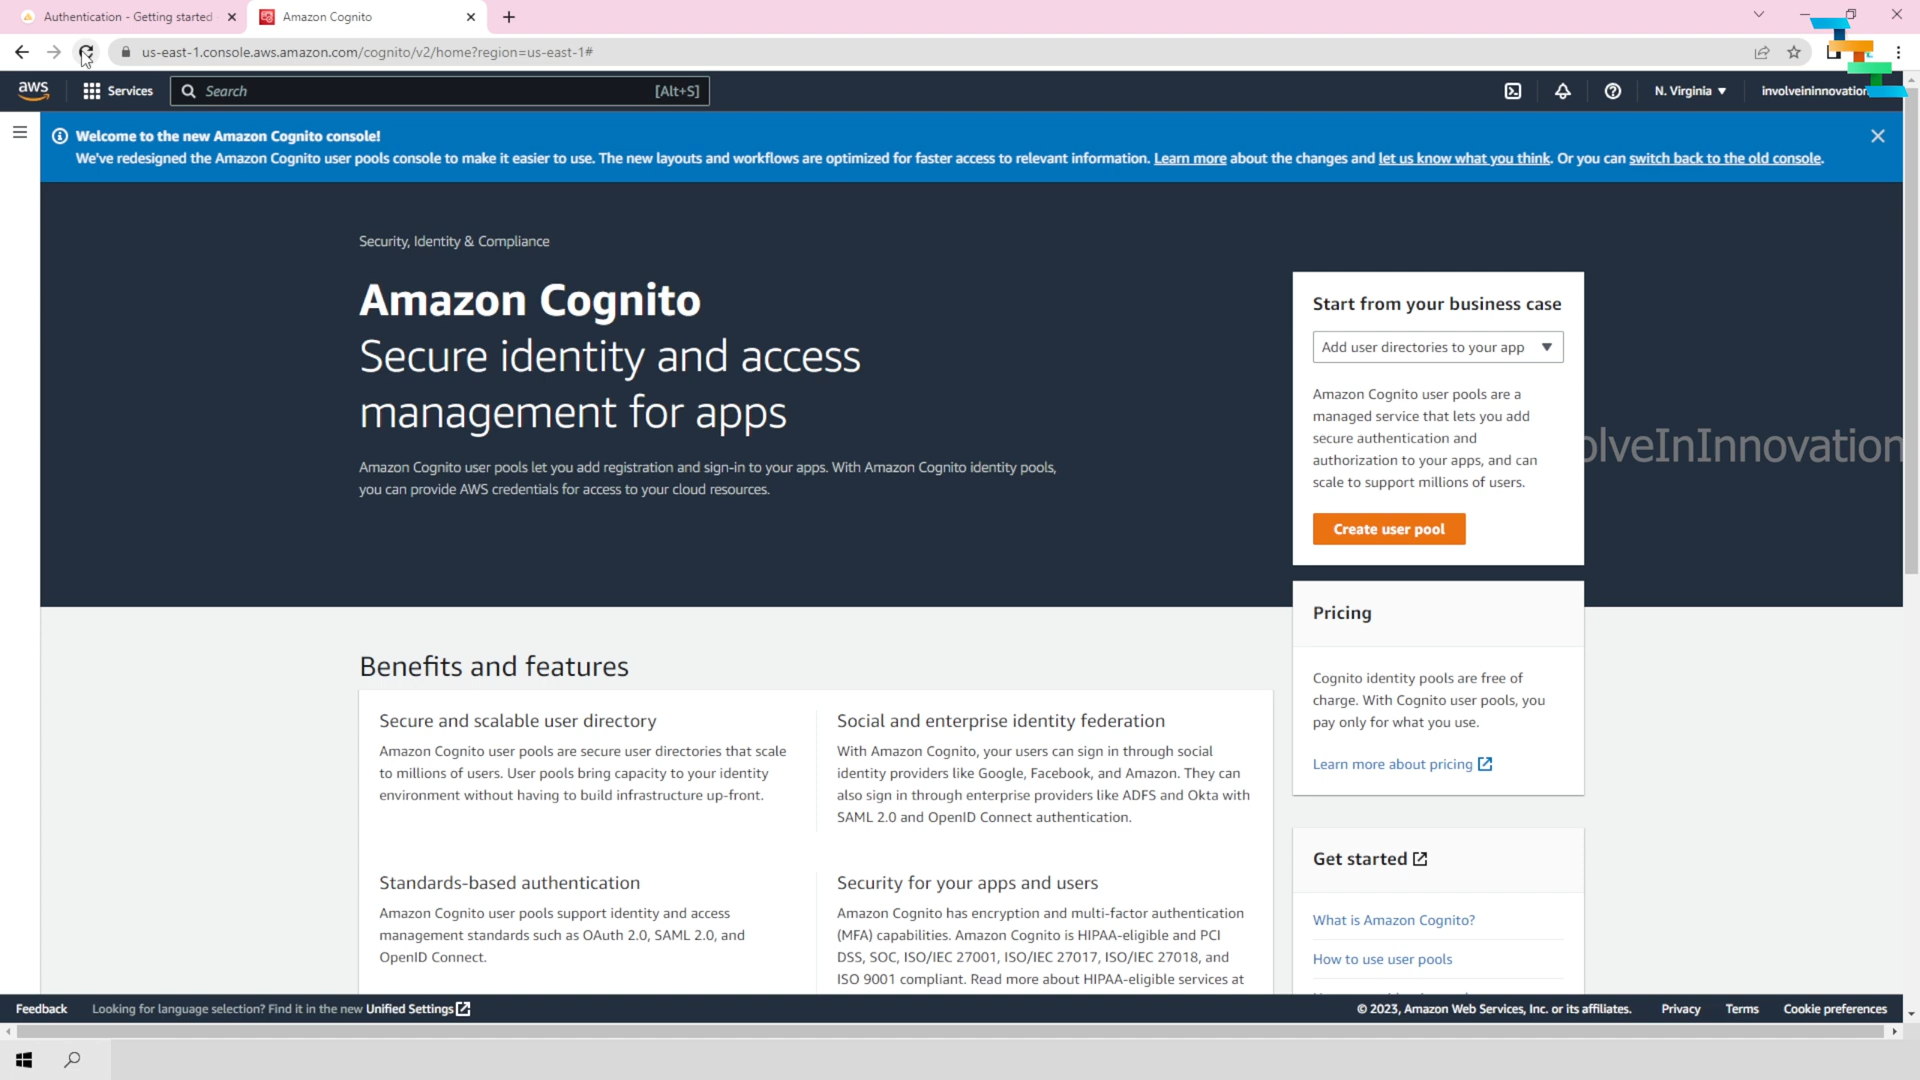 Authentication - Getting started
Amazon Cognito
us-east-1.console.aws.amazon.com/cognito/v2/home?region=us-east-1#
aws
Services
Search
[Alt+S]
N. Virginia
involveininnovation
Welcome to the new Amazon Cognito console!
We've redesigned the Amazon Cognito user pools console to make it easier to use. The new layouts and workflows are optimized for faster access to relevant information. Learn more about the changes and let us know what you think. Or you can switch back to the old console.
Security, Identity & Compliance
Amazon Cognito
Secure identity and access
management for apps
Amazon Cognito user pools let you add registration and sign-in to your apps. With Amazon Cognito identity pools,
you can provide AWS credentials for access to your cloud resources.
Start from your business case
Add user directories to your app
Amazon Cognito user pools are a
managed service that lets you add
secure authentication and
authorization to your apps, and can
scale to support millions of users.
Create user pool
olveInInnovation
Pricing
Cognito identity pools are free of
charge. With Cognito user pools, you
pay only for what you use.
Learn more about pricing
Benefits and features
Secure and scalable user directory
Amazon Cognito user pools are secure user directories that scale
to millions of users. User pools bring capacity to your identity
environment without having to build infrastructure up-front.
Social and enterprise identity federation
With Amazon Cognito, your users can sign in through social
identity providers like Google, Facebook, and Amazon. They can
also sign in through enterprise providers like ADFS and Okta with
SAML 2.0 and OpenID Connect authentication.
Standards-based authentication
Amazon Cognito user pools support identity and access
management standards such as OAuth 2.0, SAML 2.0, and
OpenID Connect.
Security for your apps and users
Amazon Cognito has encryption and multi-factor authentication
(MFA) capabilities. Amazon Cognito is HIPAA-eligible and PCI
DSS, SOC, ISO/IEC 27001, ISO/IEC 27017, ISO/IEC 27018, and
ISO 9001 compliant. Read more about HIPAA-eligible services at
Get started
What is Amazon Cognito?
How to use user pools
Feedback
Looking for language selection? Find it in the new Unified Settings
© 2023, Amazon Web Services, Inc. or its affiliates.
Privacy
Terms
Cookie preferences